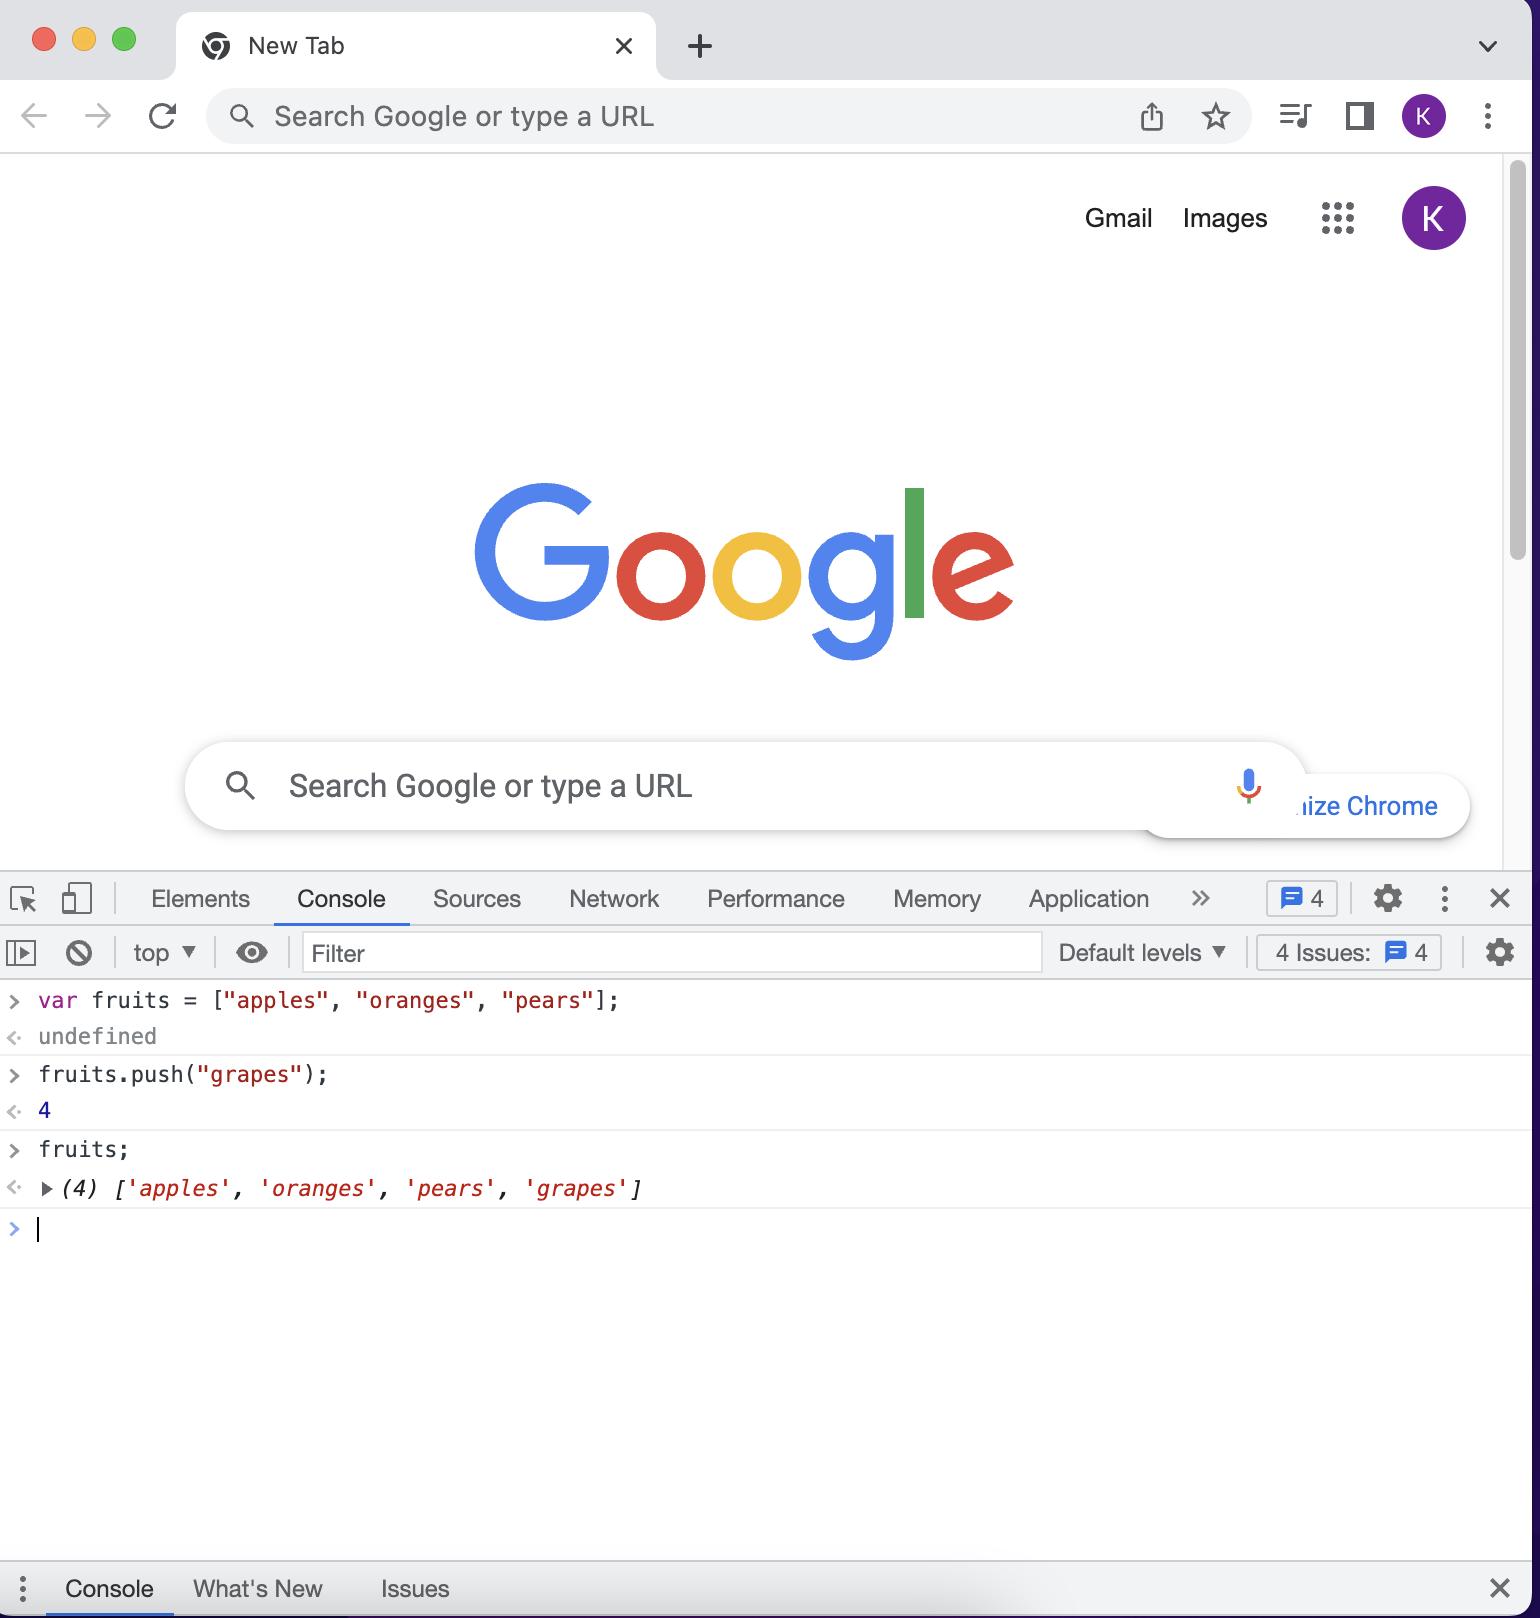 New Tab
Search Google or type a URL
K
Gmail Images K
Google
Search Google or type a URL
Chrome
Elements Console Sources Network Performance Memory Application 4
top Filter Default levels 4 Issues: 4
var fruits = ["apples", "oranges", "pears"];
undefined
fruits.push("grapes");
4
fruits;
(4) ['apples', 'oranges', 'pears', 'grapes']
Console What's New Issues